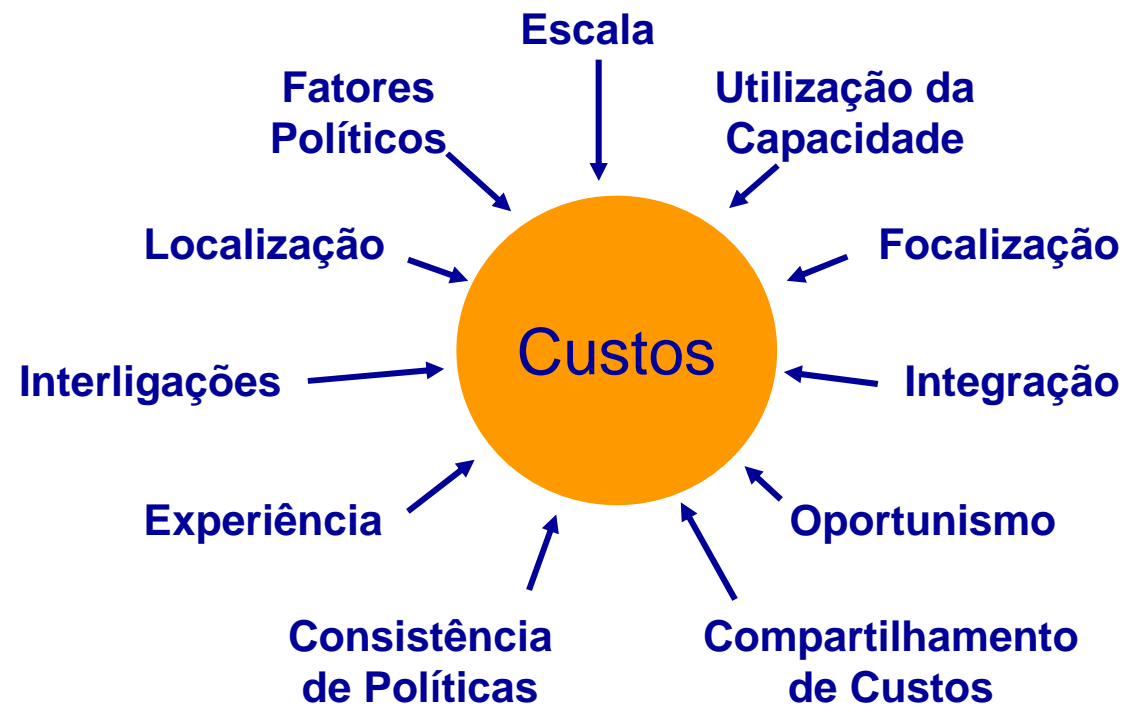 Escala
Fatores
Políticos
Utilização da
Capacidade
Localização
Focalização
Custos
Interligações
Integração
Experiência
Oportunismo
Consistência
de Políticas
Compartilhamento
de Custos